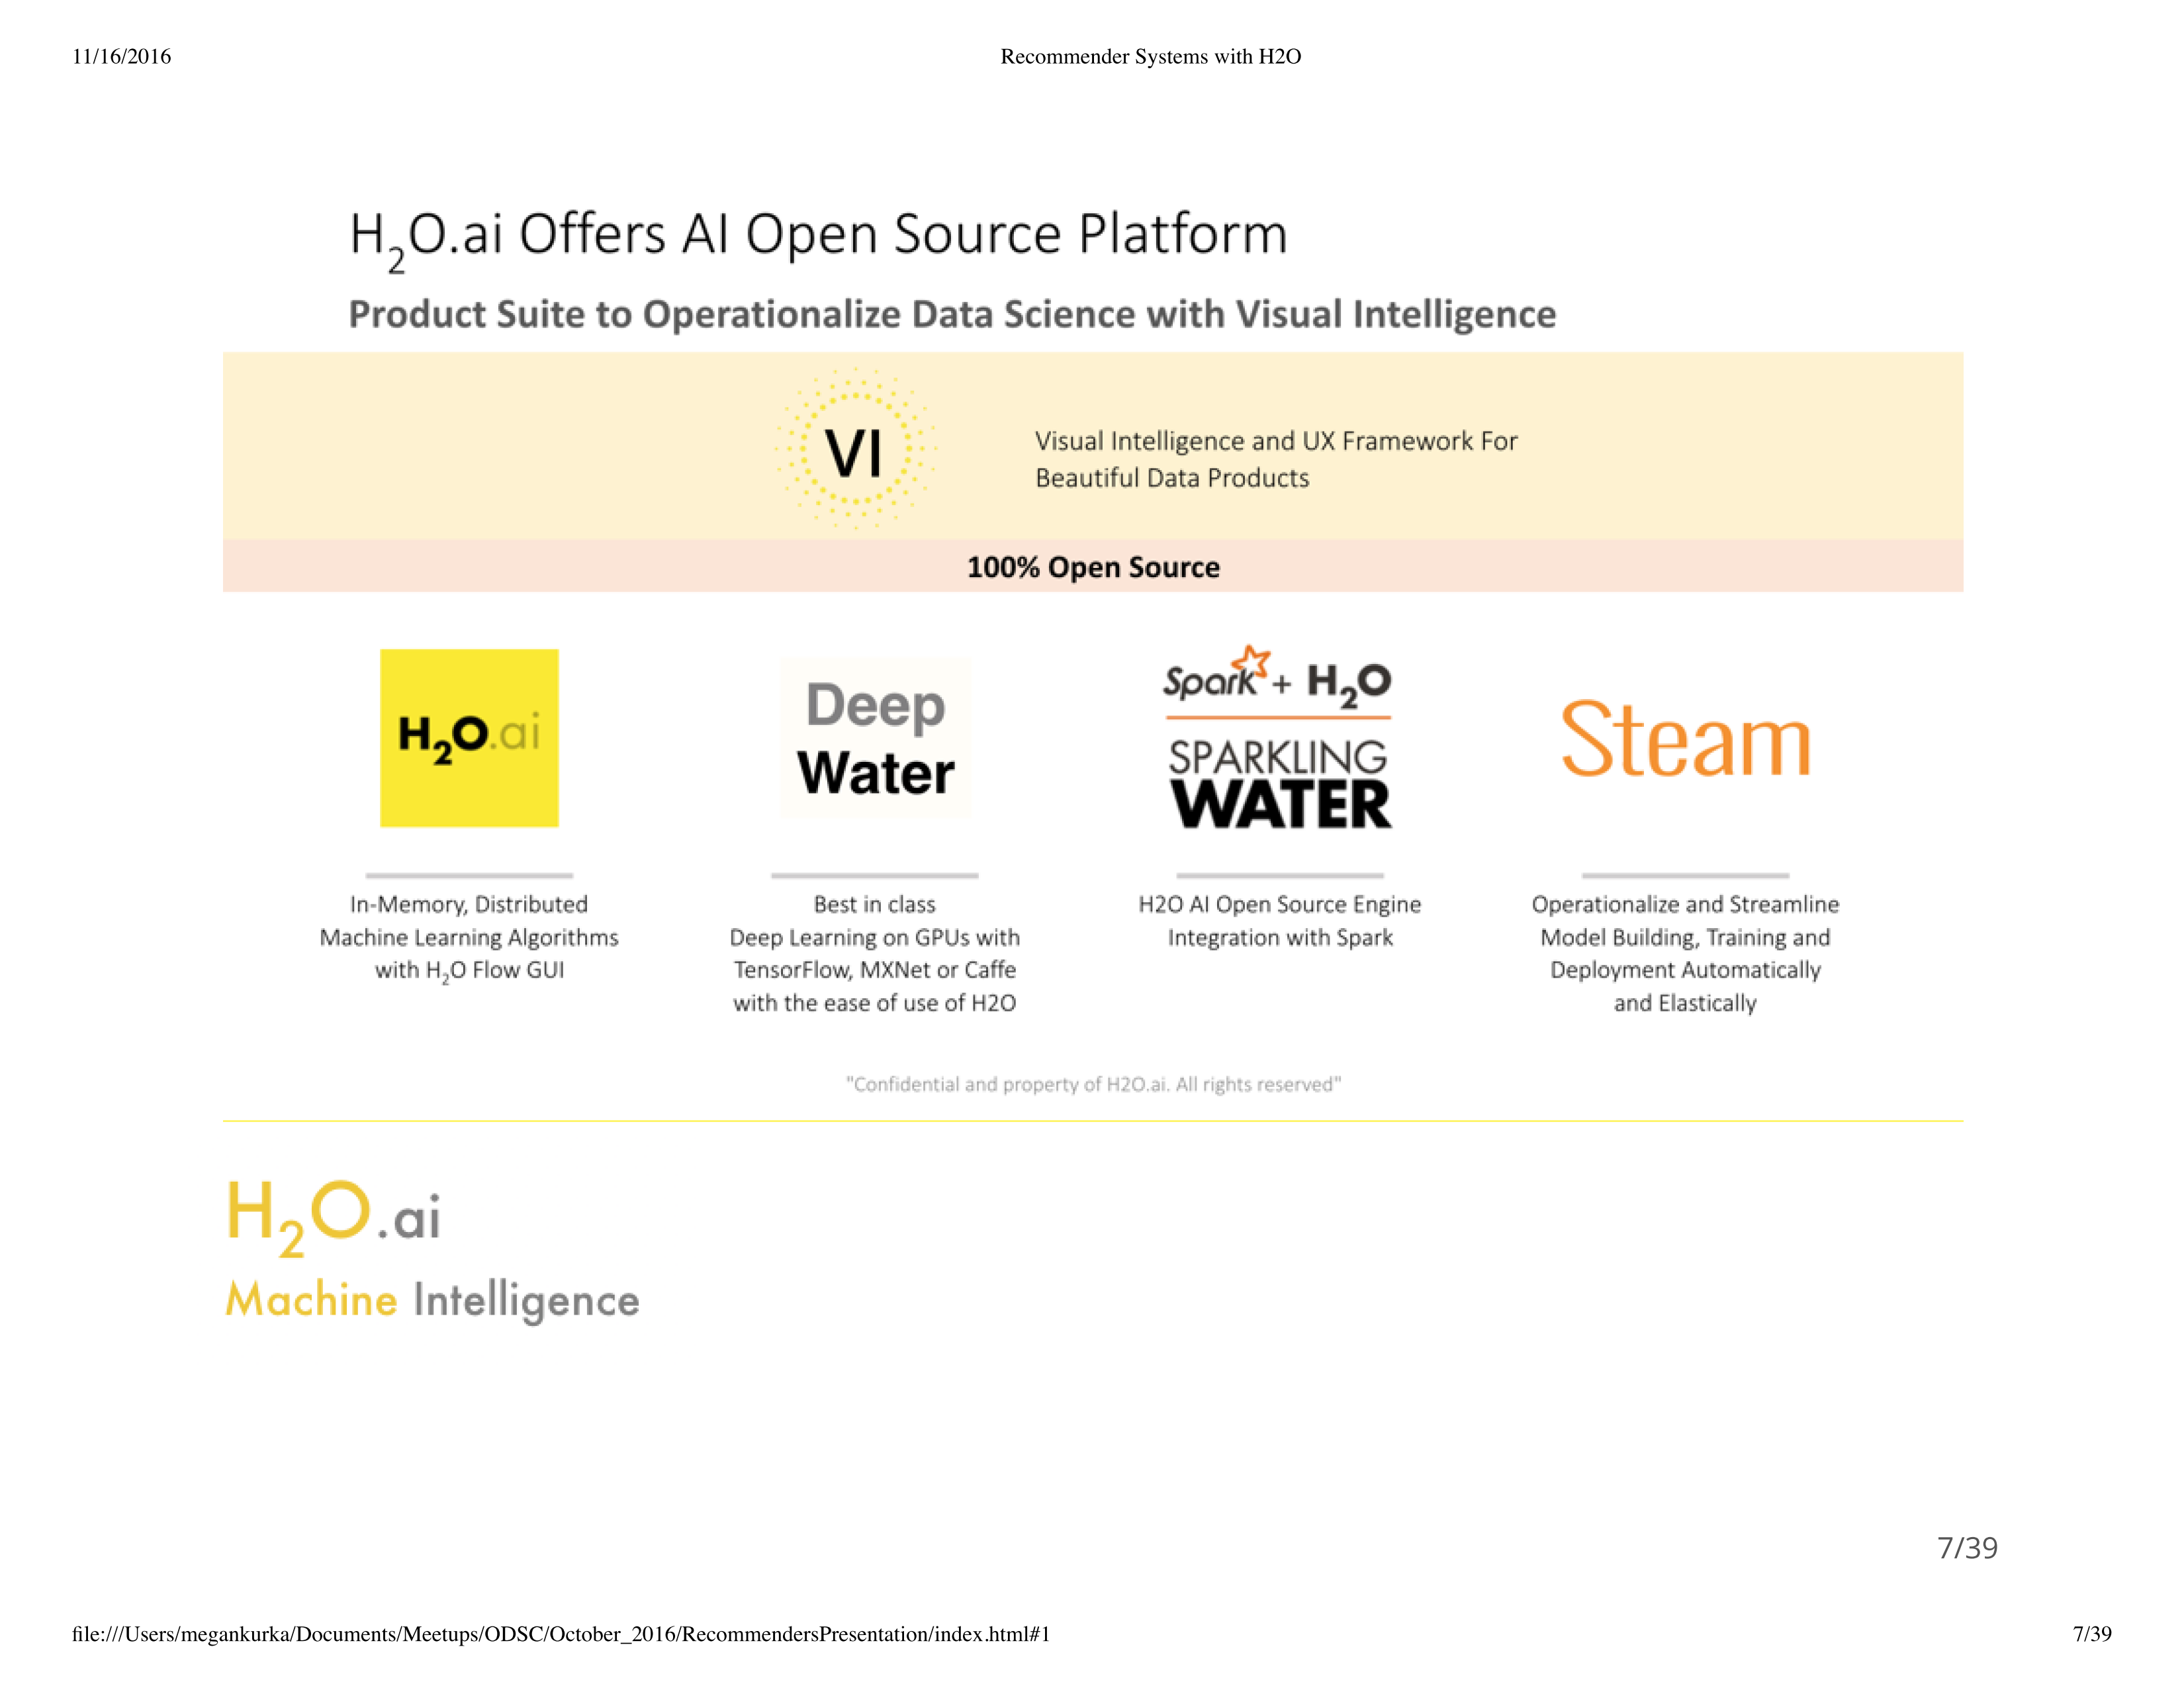 11/16/2016
Recommender Systems with H2O
H2O.ai Offers AI Open Source Platform
Product Suite to Operationalize Data Science with Visual Intelligence
VI
Visual Intelligence and UX Framework For
Beautiful Data Products
100% Open Source
H2O.ai
In-Memory, Distributed
Machine Learning Algorithms
with H2O Flow GUI
Deep
Water
Best in class
Deep Learning on GPUs with
TensorFlow, MXNet or Caffe
with the ease of use of H2O
Spark + H2O
SPARKLING
WATER
H2O AI Open Source Engine
Integration with Spark
Steam
Operationalize and Streamline
Model Building, Training and
Deployment Automatically
and Elastically
"Confidential and property of H2O.ai. All rights reserved"
H2O.ai
Machine Intelligence
7/39
file:///Users/megankurka/Documents/Meetups/ODSC/October_2016/RecommendersPresentation/index.html#1
7/39